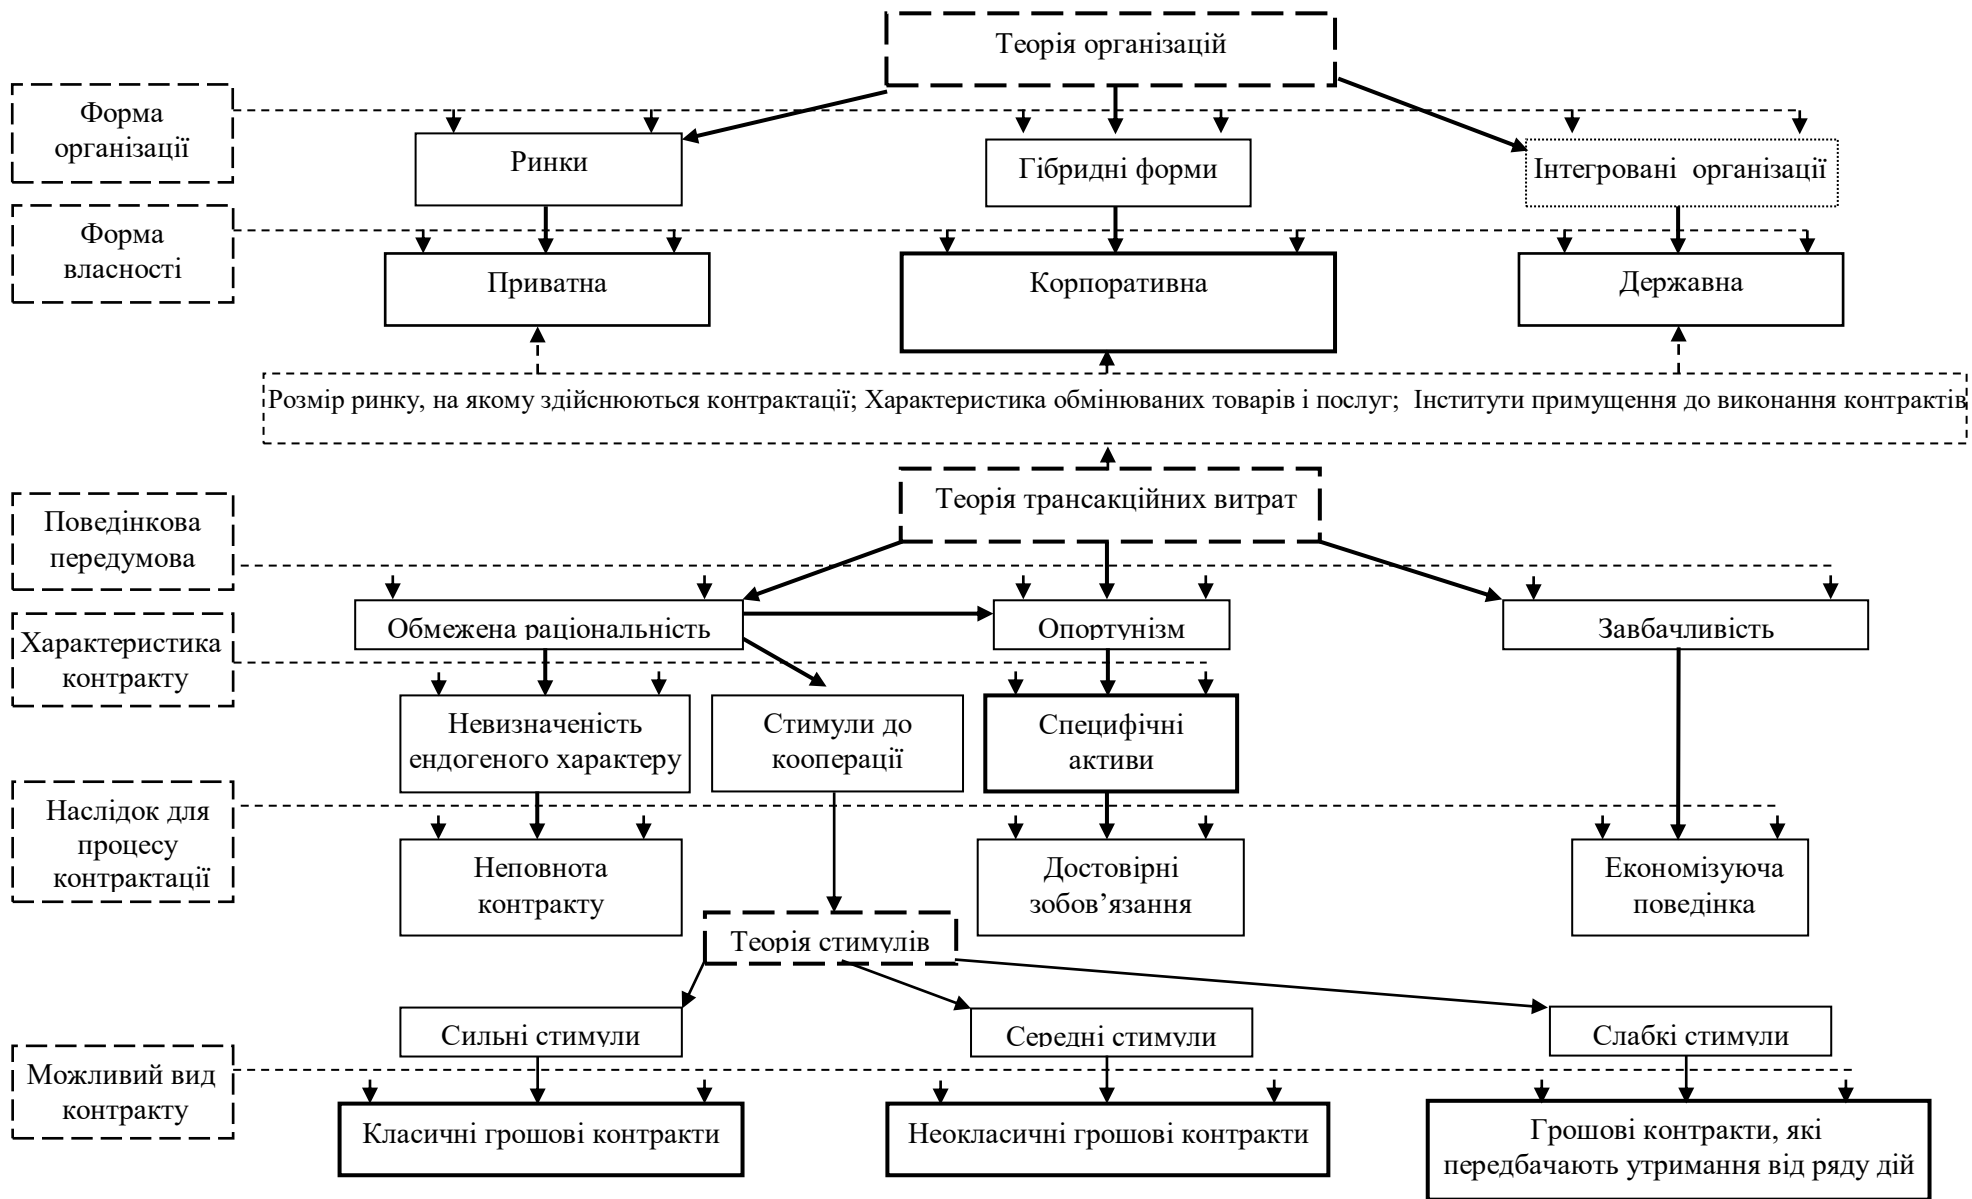 Теорія організацій
Форма
організації
Ринки
Гібридні форми
Інтегровані організації
Форма
власності
Приватна
Корпоративна
Державна
Розмір ринку, на якому здійснюються контрактації; Характеристика обмінюваних товарів і послуг; Інститути примущення до виконання контрактів
Теорія трансакційних витрат
Поведінкова
передумова
Обмежена раціональність
Опортунізм
Завбачливість
Характеристика
контракту
Невизначеність
ендогеного характеру
Стимули до
кооперації
Специфічні
активи
Наслідок для
процесу
контрактації
Неповнота
контракту
Достовірні
зобов’язання
Економізуюча
поведінка
Теорія стимулів
Сильні стимули
Середні стимули
Слабкі стимули
Можливий вид
контракту
Класичні грошові контракти
Неокласичні грошові контракти
Грошові контракти, які
передбачають утримання від ряду дій